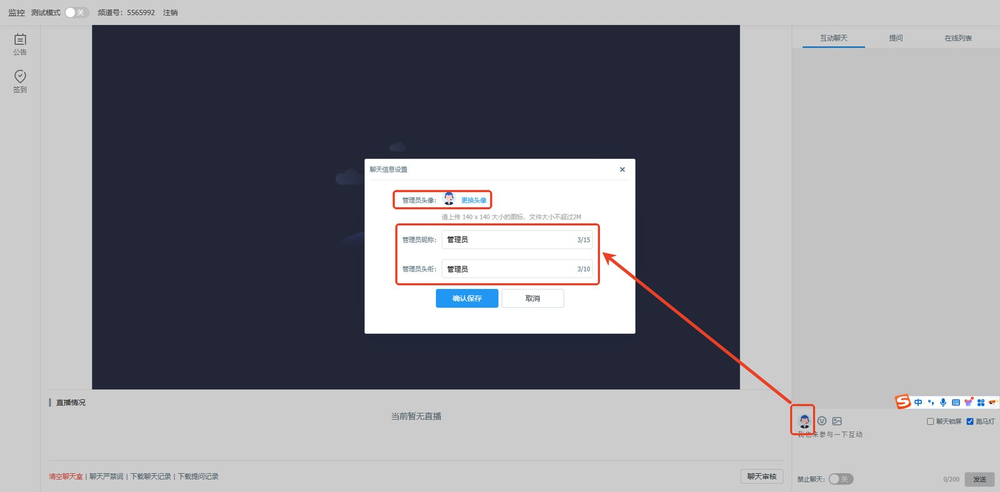 监控 测试模式 关 频道号：5565992 注销
公告
签到
互动聊天 提问 在线列表
聊天信息设置 ×
管理员头像： 更换头像
请上传 140 x 140 大小的图标，文件大小不超过2M
管理员昵称： 管理员 3/15
管理员头衔： 管理员 3/10
确认保存 取消
直播情况
当前暂无直播
中
聊天锁屏 跑马灯
我也来参与一下互动
清空聊天室 | 聊天严禁词 | 下载聊天记录 | 下载提问记录
聊天审核
禁止聊天： 关 0/200 发送